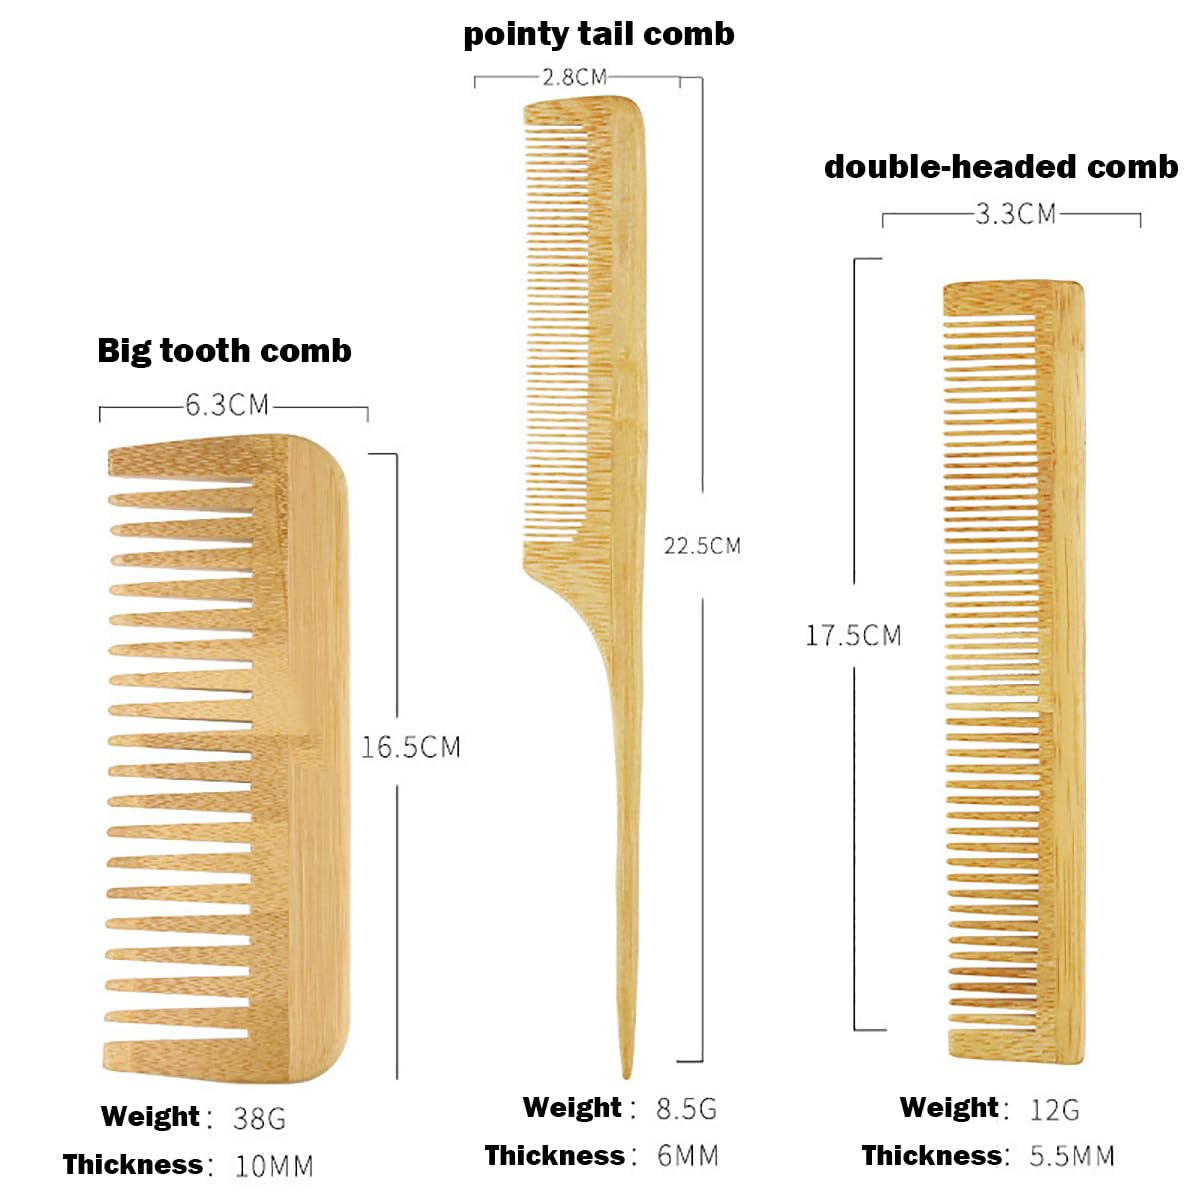 pointy tail comb
2.8CM
double-headed comb
3.3CM
Big tooth comb
6.3CM
22.5CM
17.5CM
16.5CM
Weight: 38G
Thickness: 10MM
Weight: 8.5G
Thickness: 6MM
Weight: 12G
Thickness: 5.5MM